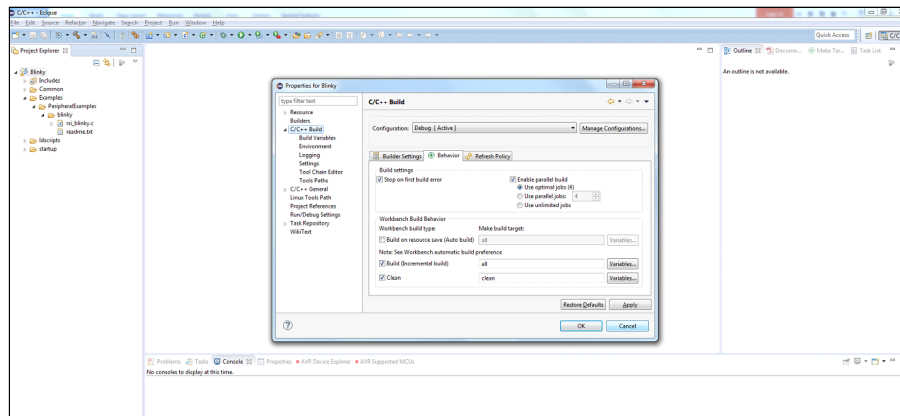 C/C++ - Eclipse
File Edit Source Refactor Navigate Search Project Run Window Help
Quick Access
C/C
Project Explorer
Blinky
Includes
Common
Examples
PeripheralExamples
blinky
rsi_blinky.c
readme.txt
ldscripts
startup
Outline Docume... Make Tar... Task List
An outline is not available.
Properties for Blinky
type filter text
Resource
Builders
C/C++ Build
Build Variables
Environment
Logging
Settings
Tool Chain Editor
Tools Paths
C/C++ General
Linux Tools Path
Project References
Run/Debug Settings
Task Repository
WikiText
C/C++ Build
Configuration: Debug [ Active ] Manage Configurations...
Builder Settings Behavior Refresh Policy
Build settings
Stop on first build error Enable parallel build
Use optimal jobs (4)
Use parallel jobs: 4
Use unlimited jobs
Workbench Build Behavior
Workbench build type: Make build target:
Build on resource save (Auto build) all Variables...
Note: See Workbench automatic build preference
Build (Incremental build) all Variables...
Clean clean Variables...
Restore Defaults Apply
OK Cancel
Problems Tasks Console Properties AVR Device Explorer AVR Supported MCUs
No consoles to display at this time.